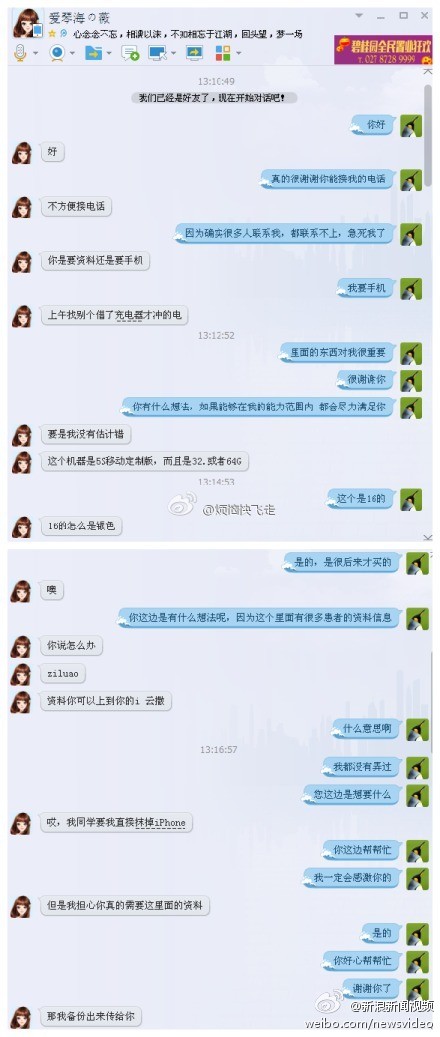 爱琴海の薇
心念念不忘，相濡以沫，不如相忘于江湖，回头望，梦一场
碧桂园全民置业狂欢
T. 027 8728 9999
13:10:49
我们已经是好友了，现在开始对话吧！
你好
好
真的很谢谢你能接我的电话
不方便接电话
因为确实很多人联系我，都联系不上，急死我了
你是要资料还是要手机
我要手机
上午找别个借了充电器才冲的电
13:12:52
里面的东西对我很重要
很谢谢你
你有什么想法，如果能够在我的能力范围内 都会尽力满足你
要是我没有估计错
这个机器是5S移动定制版，而且是32.或者64G
13:14:53
这个是16的
@烦恼快飞走
16的怎么是银色
是的，是很后来才买的
噢
你这边是有什么想法呢，因为这个里面有很多患者的资料信息
你说怎么办
ziluao
资料你可以上到你的i 云撒
什么意思啊
13:16:57
我都没有弄过
您这边是想要什么
哎，我同学要我直接抹掉iPhone
你这边帮帮忙
我一定会感激你的
但是我担心你真的需要这里面的资料
是的
你好心帮帮忙
谢谢你了
@新浪新闻视频
那我备份出来传给你
weibo.com/newsvideo